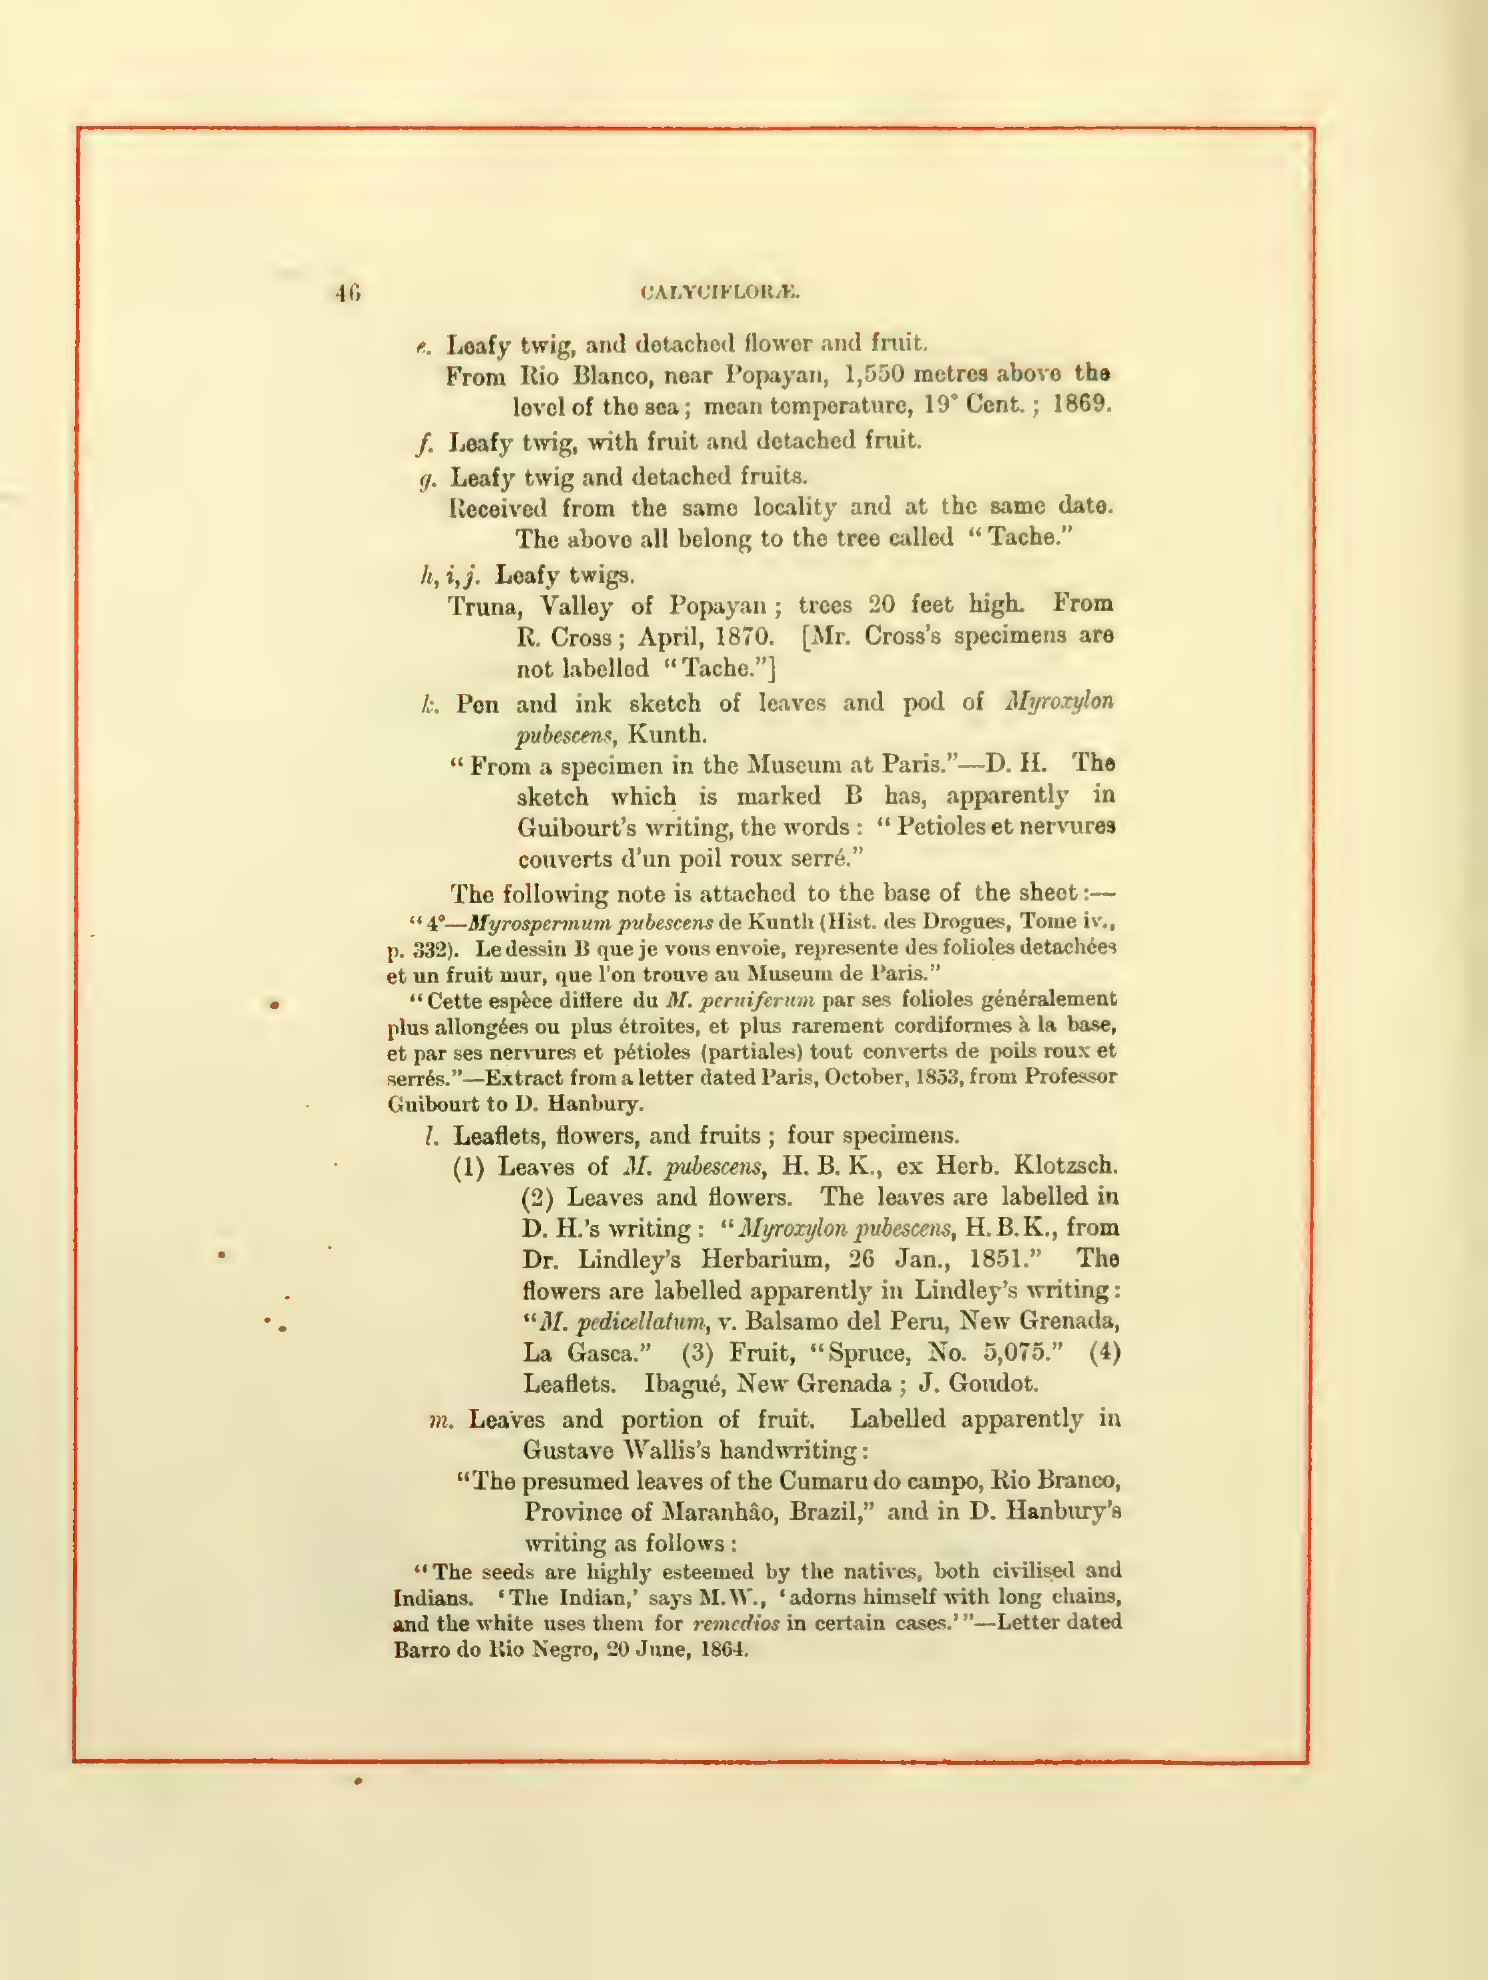 46 CALYCIFLORÆ.
e. Leafy twig, and detached flower and fruit.
From Rio Blanco, near Popayan, 1,550 metres above the
level of the sea; mean temperature, 19° Cent.; 1869.
f. Leafy twig, with fruit and detached fruit.
g. Leafy twig and detached fruits.
Received from the same locality and at the same date.
The above all belong to the tree called "Tache."
h, i, j. Leafy twigs.
Truna, Valley of Popayan; trees 20 feet high. From
R. Cross; April, 1870. [Mr. Cross's specimens are
not labelled "Tache."]
k. Pen and ink sketch of leaves and pod of Myroxylon
pubescens, Kunth.
"From a specimen in the Museum at Paris."—D. H. The
sketch which is marked B has, apparently in
Guibourt's writing, the words: "Petioles et nervures
couverts d'un poil roux serré."
The following note is attached to the base of the sheet:—
"4°—Myrospermum pubescens de Kunth (Hist. des Drogues, Tome iv.,
p. 332). Le dessin B que je vous envoie, represente des folioles detachées
et un fruit mur, que l'on trouve au Museum de Paris."
"Cette espèce differe du M. peruiferum par ses folioles généralement
plus allongées ou plus étroites, et plus rarement cordiformes à la base,
et par ses nervures et pétioles (partiales) tout converts de poils roux et
serrés."—Extract from a letter dated Paris, October, 1853, from Professor
Guibourt to D. Hanbury.
l. Leaflets, flowers, and fruits; four specimens.
(1) Leaves of M. pubescens, H. B. K., ex Herb. Klotzsch.
(2) Leaves and flowers. The leaves are labelled in
D. H.'s writing: "Myroxylon pubescens, H. B. K., from
Dr. Lindley's Herbarium, 26 Jan., 1851." The
flowers are labelled apparently in Lindley's writing:
"M. pedicellatum, v. Balsamo del Peru, New Grenada,
La Gasca." (3) Fruit, "Spruce, No. 5,075." (4)
Leaflets. Ibagué, New Grenada; J. Goudot.
m. Leaves and portion of fruit. Labelled apparently in
Gustave Wallis's handwriting:
"The presumed leaves of the Cumaru do campo, Rio Branco,
Province of Maranhâo, Brazil," and in D. Hanbury's
writing as follows:
"The seeds are highly esteemed by the natives, both civilised and
Indians. 'The Indian,' says M. W., 'adorns himself with long chains,
and the white uses them for remedios in certain cases.'"—Letter dated
Barro do Rio Negro, 20 June, 1864.